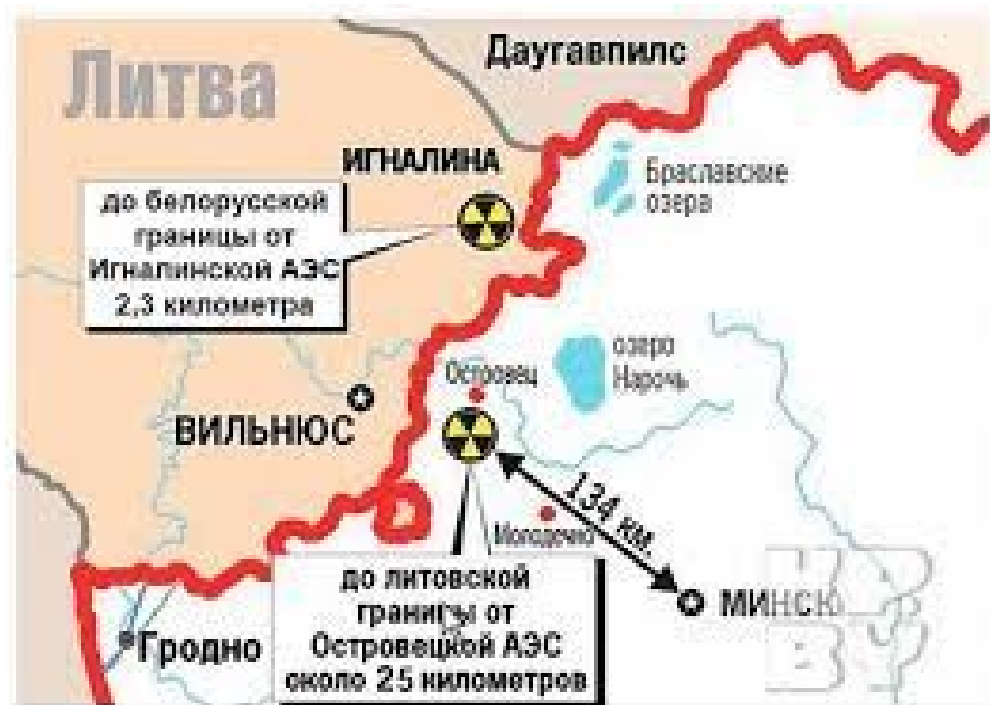 Даугавпилс
Литва
ИГНАЛИНА
Браславские
озера
до белорусской
границы от
Игналинской АЭС
2,3 километра
озеро
Нарочь
Островец
ВИЛЬНЮС
134 км.
Молодечно
до литовской
границы от
Островецкой АЭС
около 25 километров
МИНСК
Гродно